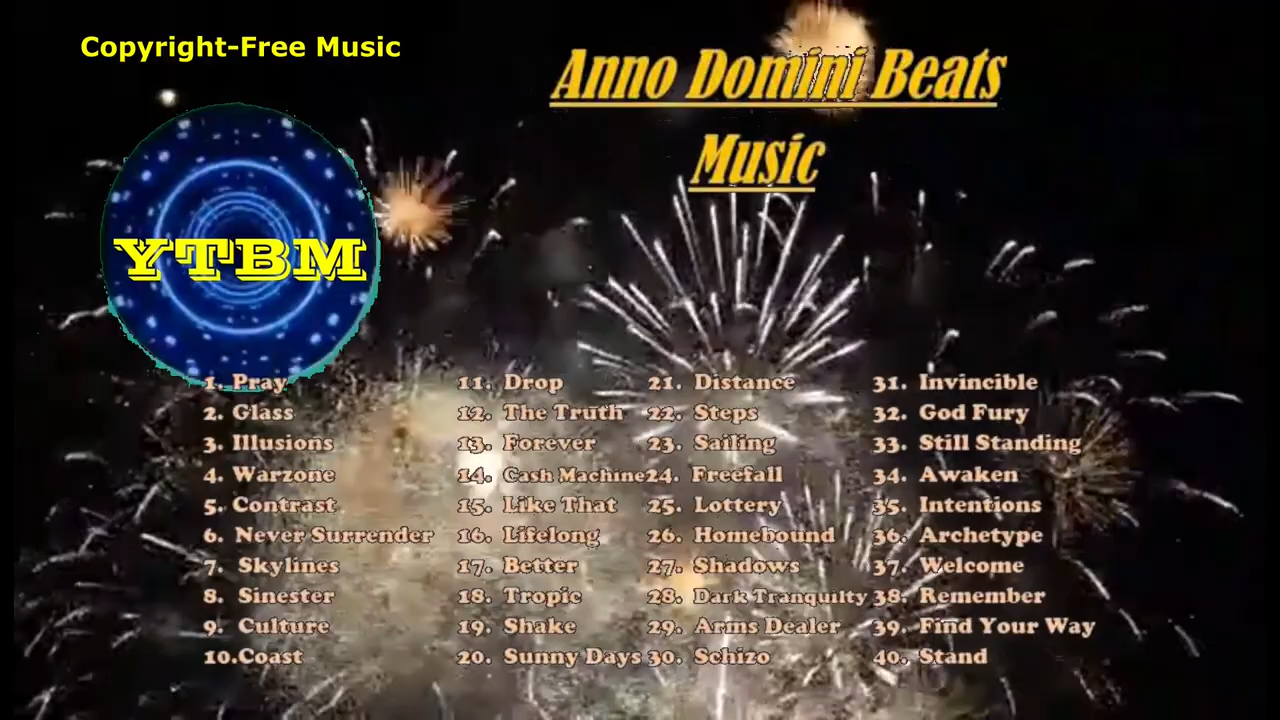 Copyright-Free Music
Anno Domini Beats
Music
YTBM
1. Pray
2. Glass
3. Illusions
4. Warzone
5. Contrast
6. Never Surrender
7. Skylines
8. Sinester
9. Culture
10.Coast
11. Drop
12. The Truth
13. Forever
14. Cash Machine
15. Like That
16. Lifelong
17. Better
18. Tropic
19. Shake
20. Sunny Days
21. Distance
22. Steps
23. Sailing
24. Freefall
25. Lottery
26. Homebound
27. Shadows
28. Dark Tranquilty
29. Arms Dealer
30. Schizo
31. Invincible
32. God Fury
33. Still Standing
34. Awaken
35. Intentions
36. Archetype
37. Welcome
38. Remember
39. Find Your Way
40. Stand